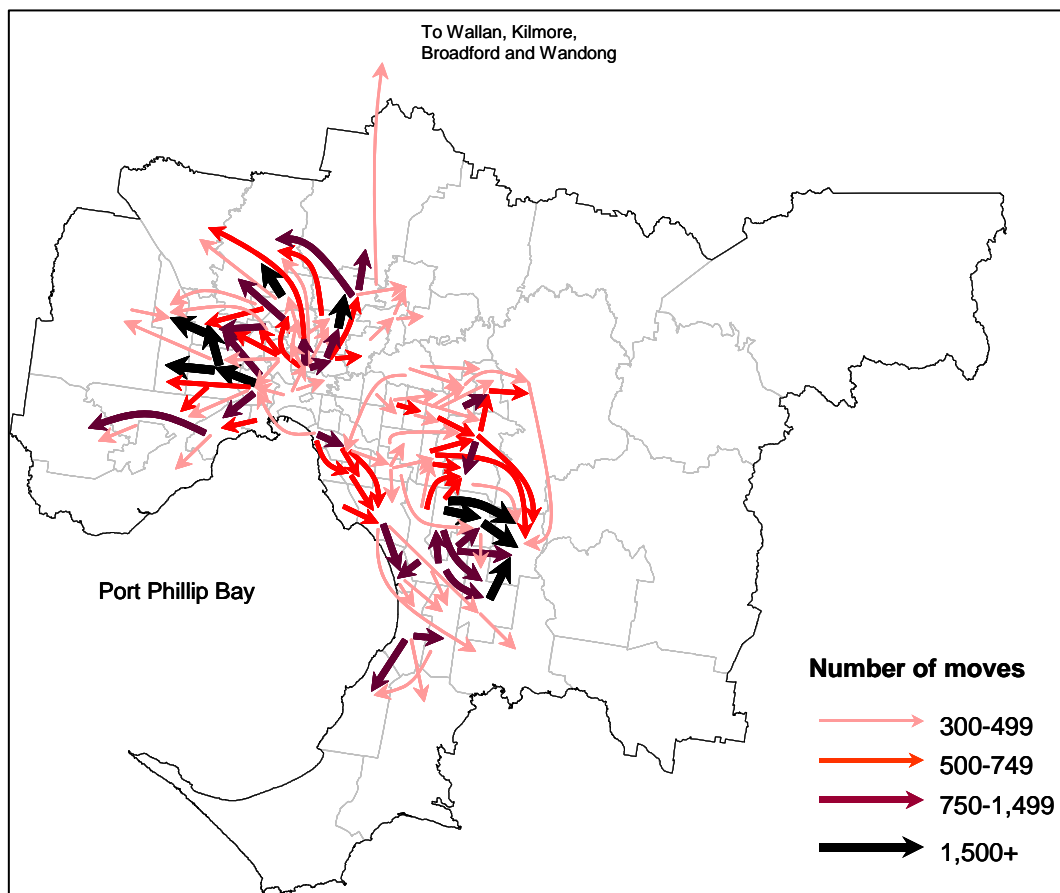 To Wallan, Kilmore,
Broadford and Wandong
Port Phillip Bay
Number of moves
300-499
500-749
750-1,499
1,500+